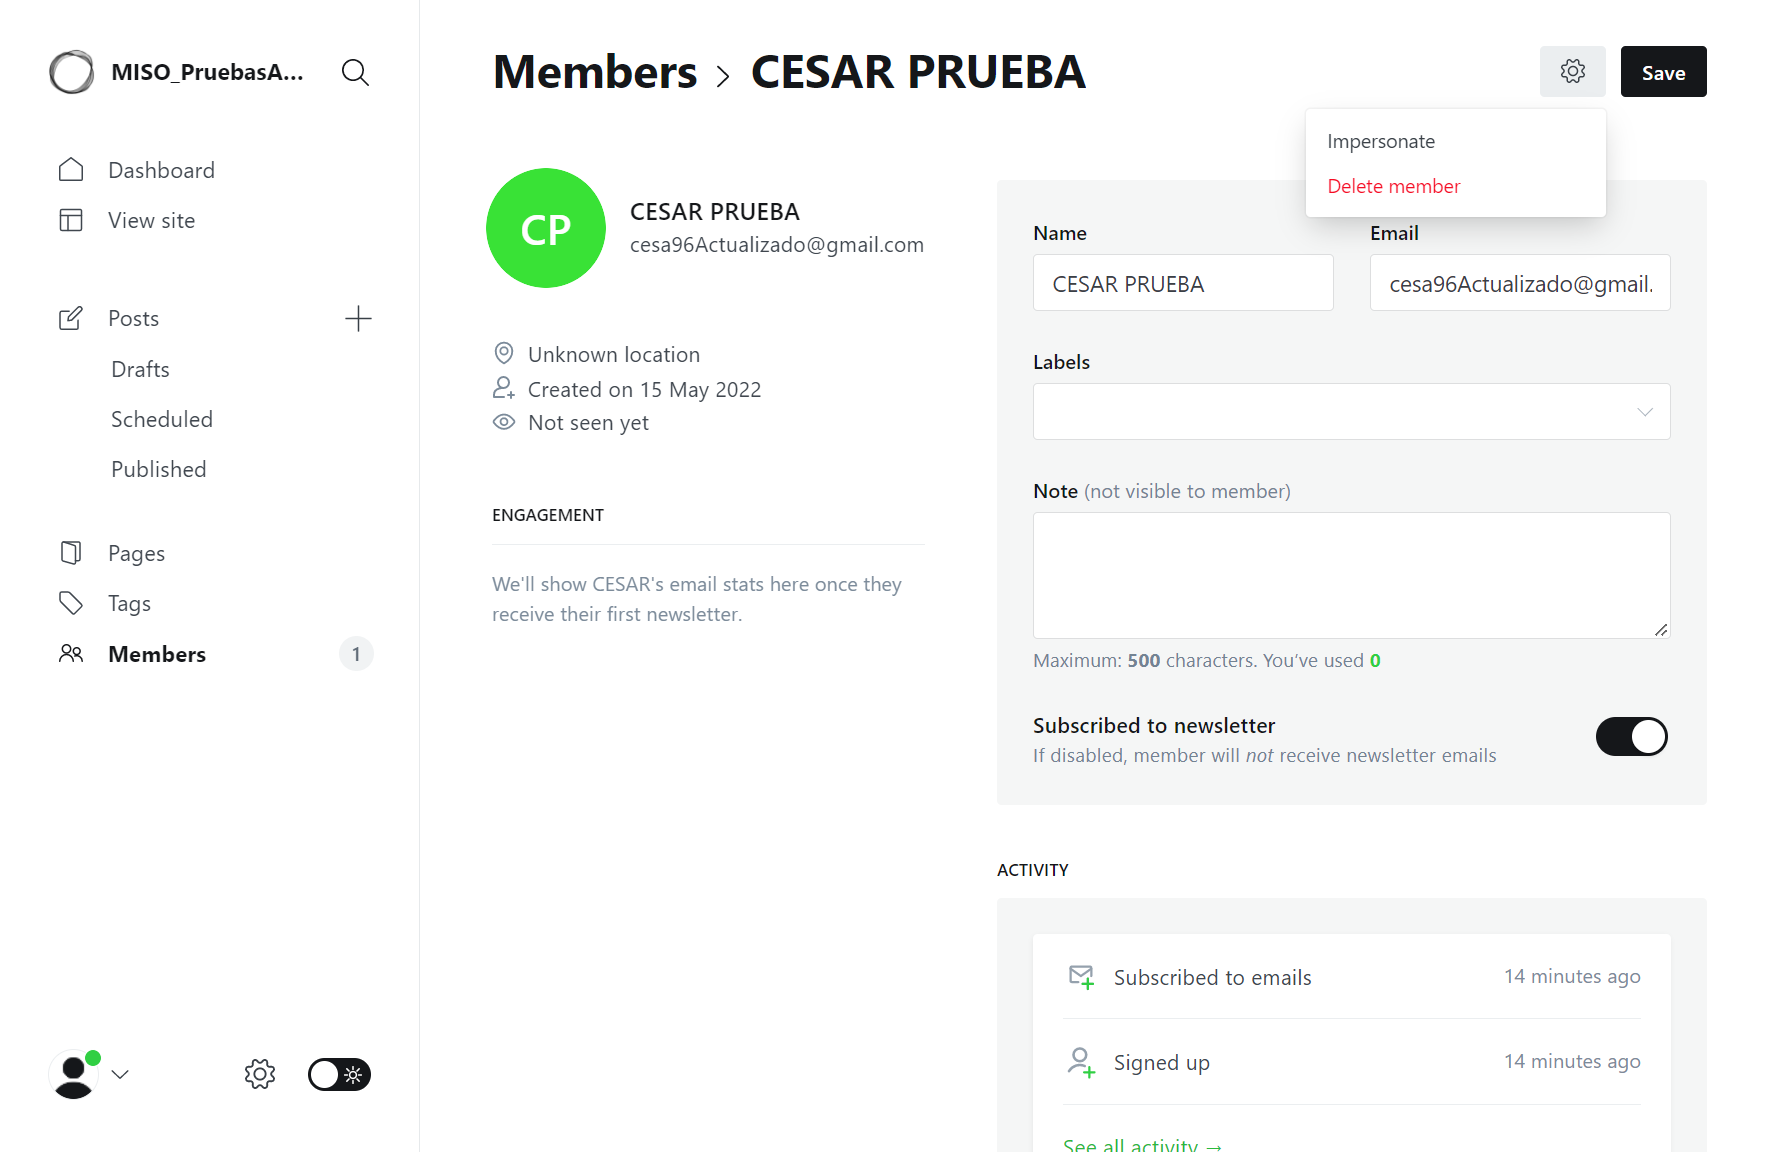 MISO_PruebasA...
Dashboard
View site
Posts
Drafts
Scheduled
Published
Pages
Tags
Members
1
Members > CESAR PRUEBA
Save
Impersonate
Delete member
CP
CESAR PRUEBA
cesa96Actualizado@gmail.com
Unknown location
Created on 15 May 2022
Not seen yet
ENGAGEMENT
We'll show CESAR's email stats here once they
receive their first newsletter.
Name
CESAR PRUEBA
Email
cesa96Actualizado@gmail.
Labels
Note (not visible to member)
Maximum: 500 characters. You’ve used 0
Subscribed to newsletter
If disabled, member will not receive newsletter emails
ACTIVITY
Subscribed to emails
14 minutes ago
Signed up
14 minutes ago
See all activity →